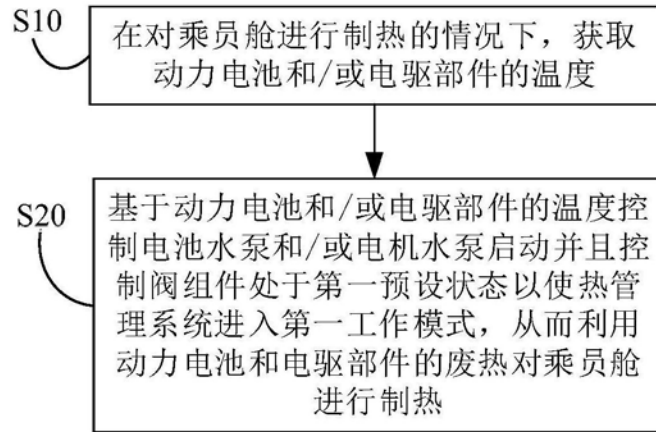 S10
在对乘员舱进行制热的情况下，获取
动力电池和/或电驱部件的温度
S20
基于动力电池和/或电驱部件的温度控
制电池水泵和/或电机水泵启动并且控
制阀组件处于第一预设状态以使热管
理系统进入第一工作模式，从而利用
动力电池和电驱部件的废热对乘员舱
进行制热